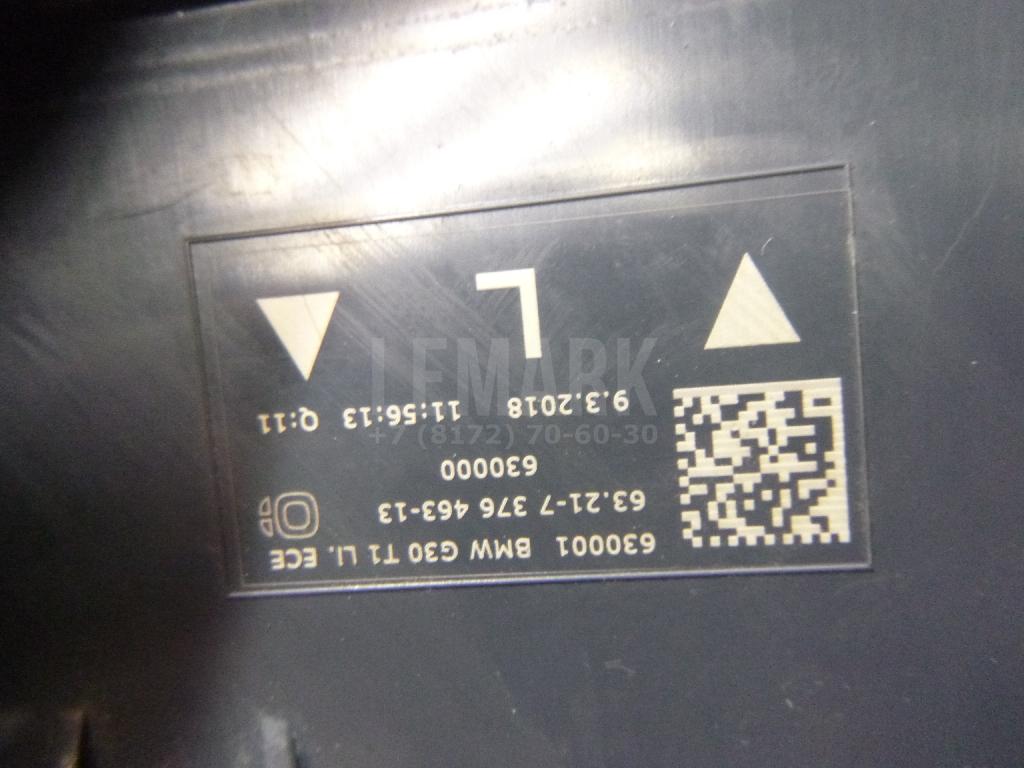 630001 BMW G30 T1 LI. ECE
63.21-7 376 463-13
630000
9.3.2018 11:56:13 Q:11
L
LEMARK
+7 (8172) 70-60-30